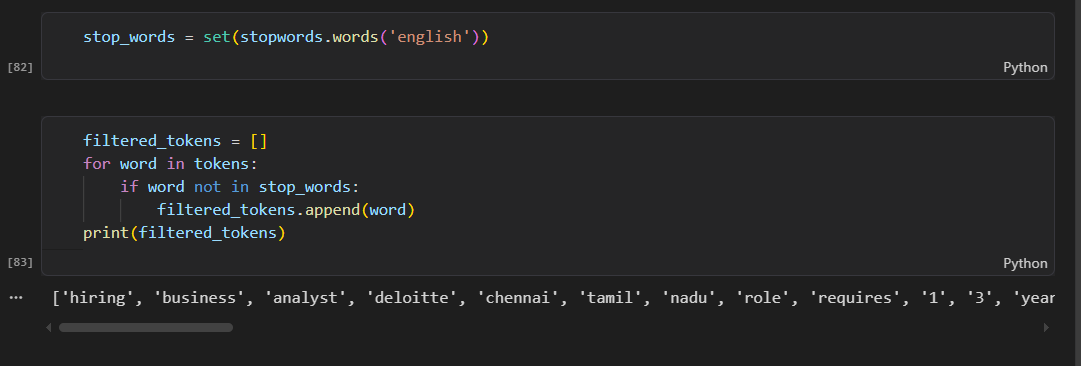 stop_words = set(stopwords.words('english'))
[82]
Python
filtered_tokens = []
for word in tokens:
    if word not in stop_words:
        filtered_tokens.append(word)
print(filtered_tokens)
[83]
Python
... ['hiring', 'business', 'analyst', 'deloitte', 'chennai', 'tamil', 'nadu', 'role', 'requires', '1', '3', 'year